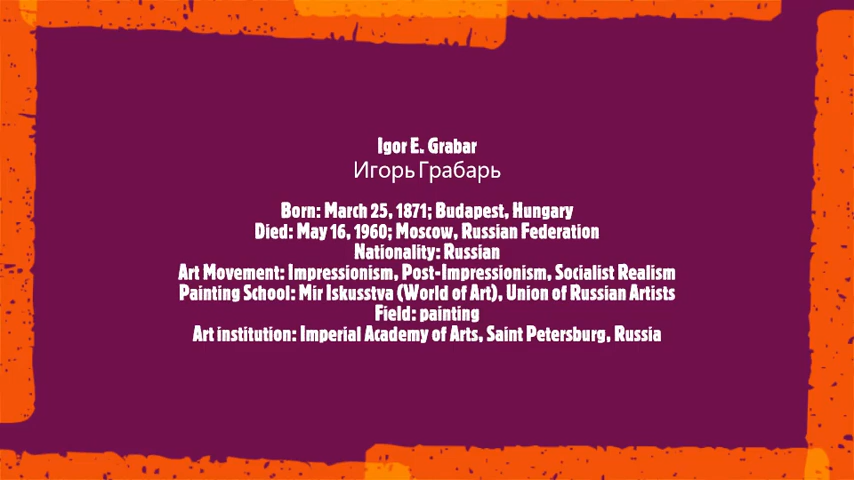 Igor E. Grabar
Игорь Грабарь
Born: March 25, 1871; Budapest, Hungary
Died: May 16, 1960; Moscow, Russian Federation
Nationality: Russian
Art Movement: Impressionism, Post-Impressionism, Socialist Realism
Painting School: Mir Iskusstva (World of Art), Union of Russian Artists
Field: painting
Art institution: Imperial Academy of Arts, Saint Petersburg, Russia